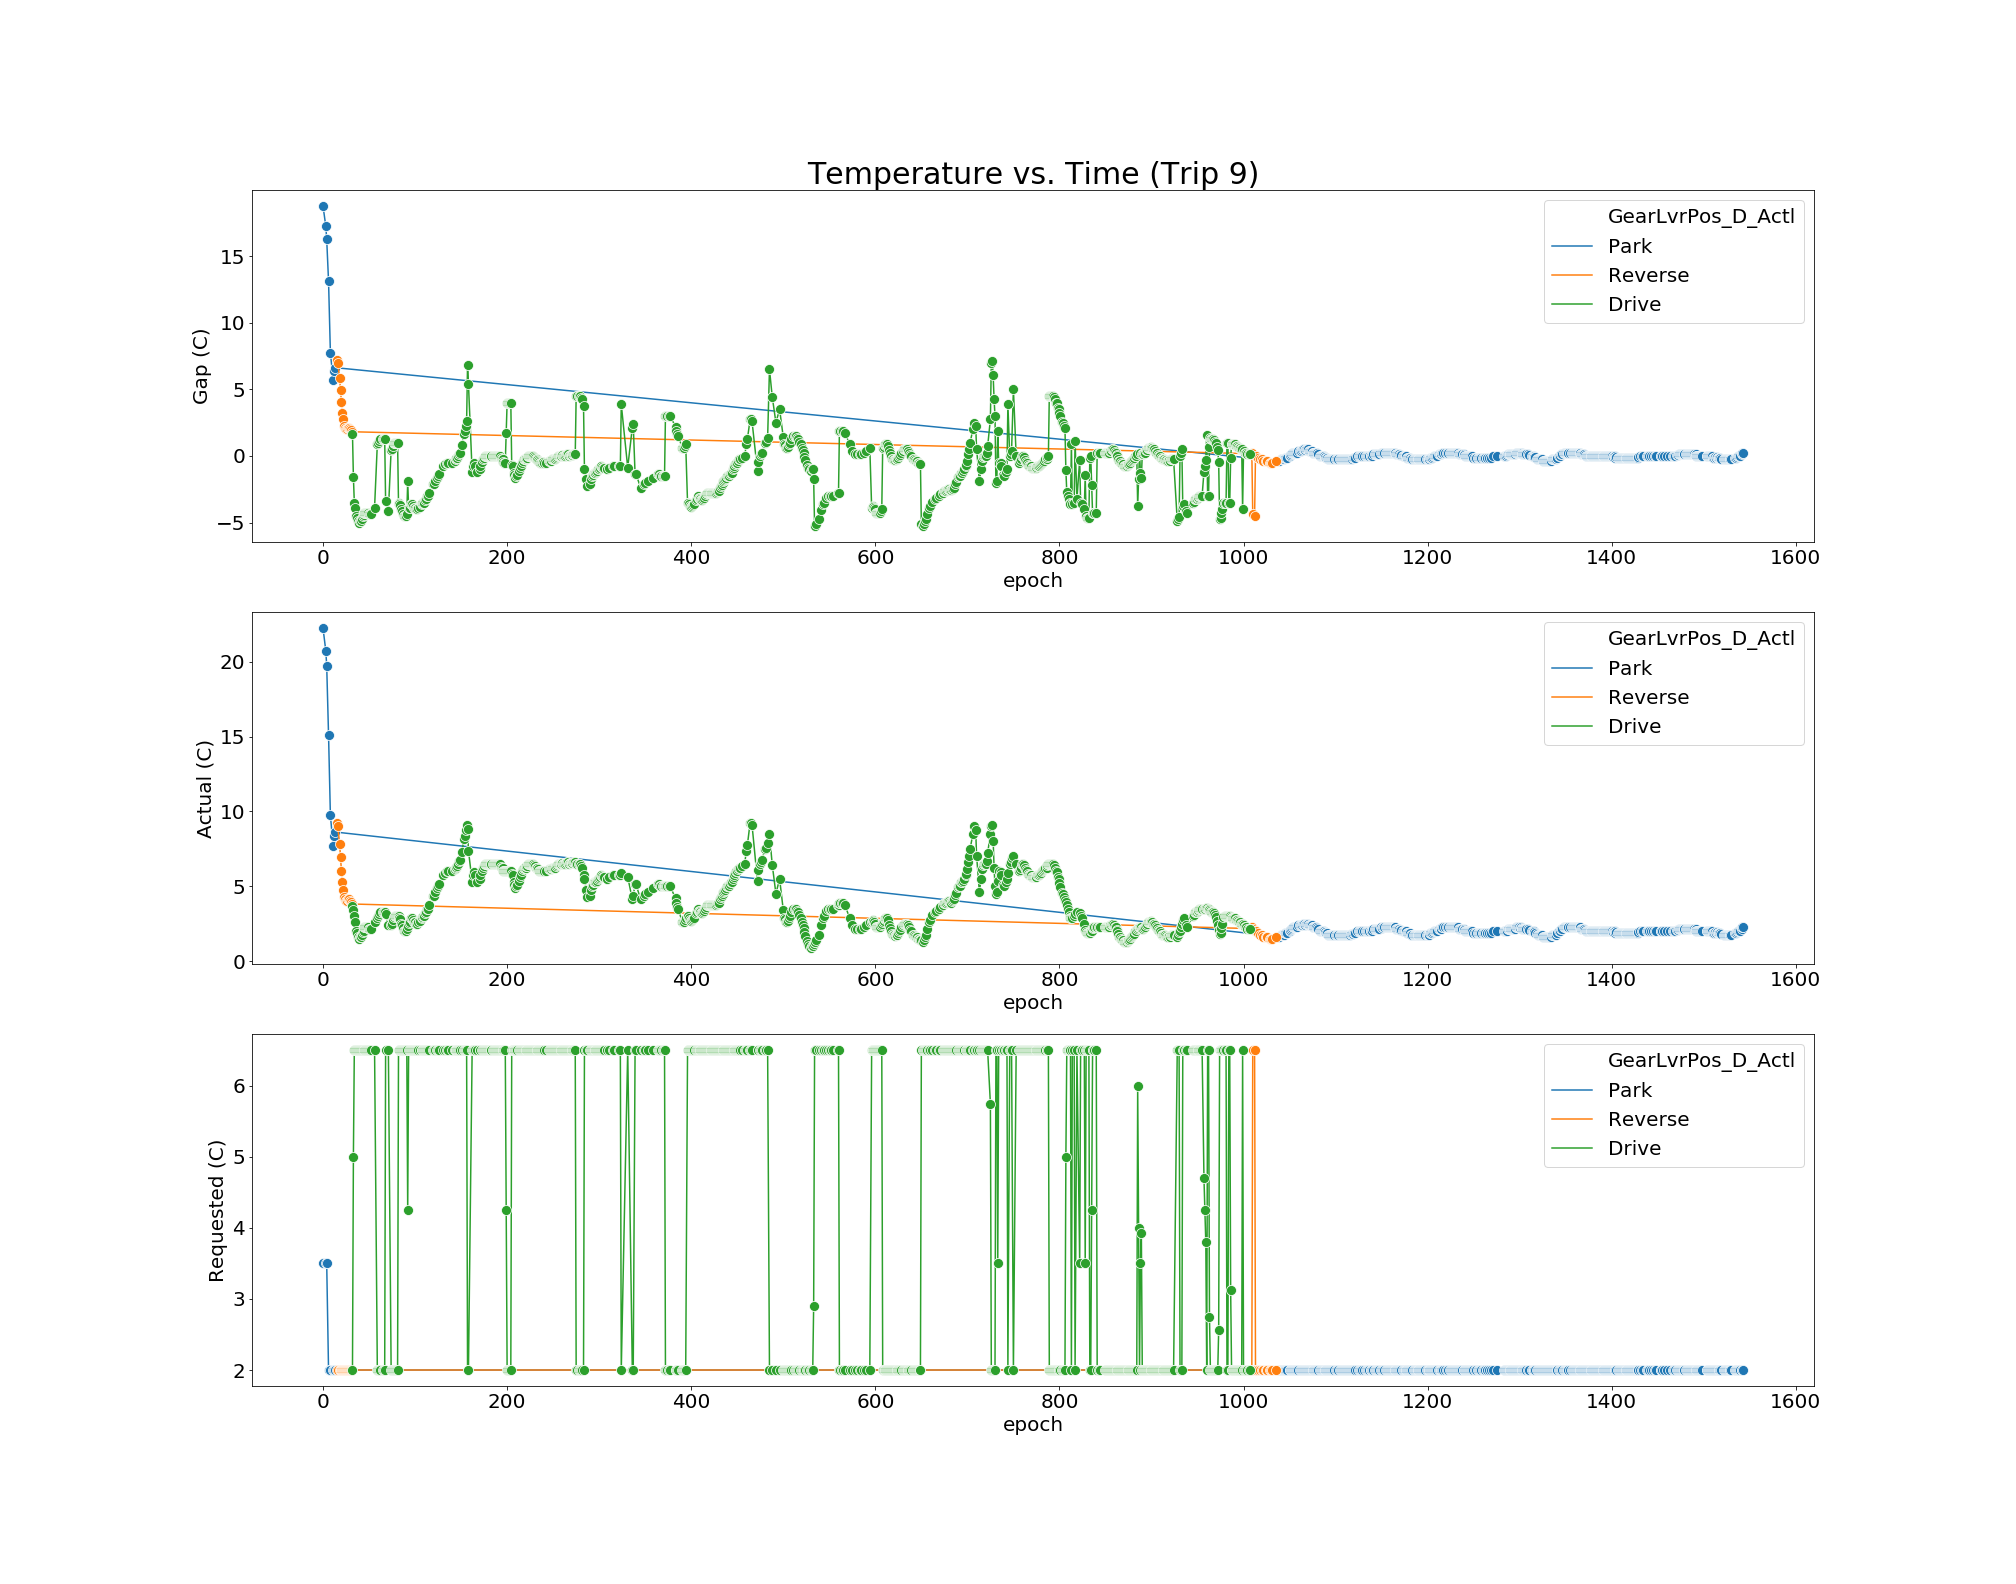 Temperature vs. Time (Trip 9)
Gap (C)
15
10
5
0
−5
GearLvrPos_D_Actl
Park
Reverse
Drive
0 200 400 600 800 1000 1200 1400 1600
epoch
Actual (C)
20
15
10
5
0
GearLvrPos_D_Actl
Park
Reverse
Drive
0 200 400 600 800 1000 1200 1400 1600
epoch
Requested (C)
6
5
4
3
2
GearLvrPos_D_Actl
Park
Reverse
Drive
0 200 400 600 800 1000 1200 1400 1600
epoch